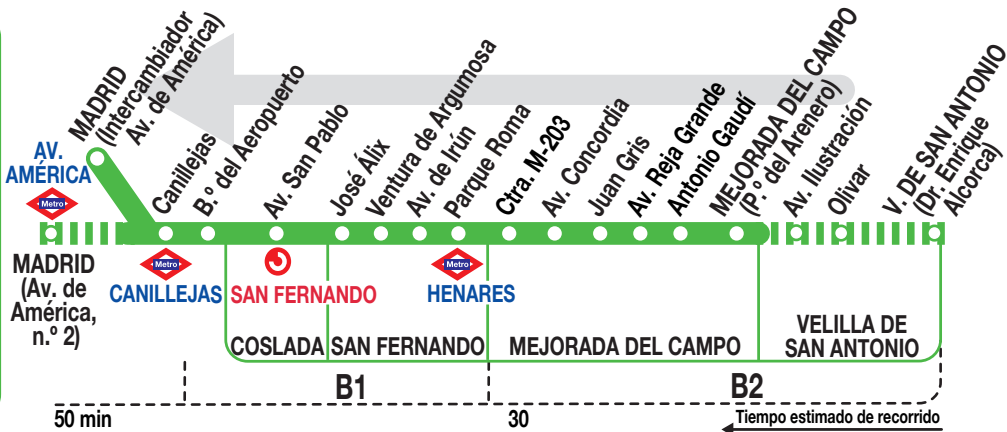 MADRID
(Intercambiador
Av. de América)
Canillejas
B.º del Aeropuerto
Av. San Pablo
José Álix
Ventura de Argumosa
Av. de Irún
Parque Roma
Ctra. M-203
Av. Concordia
Juan Gris
Av. Reja Grande
Antonio Gaudí
MEJORADA DEL CAMPO
(P.º del Arenero)
Av. Ilustración
Olivar
V. DE SAN ANTONIO
(Dr. Enrique
Alcorca)
AV.
AMÉRICA
Metro
MADRID
(Av. de
América,
n.º 2)
Metro
CANILLEJAS
SAN FERNANDO
Metro
HENARES
COSLADA
SAN FERNANDO
MEJORADA DEL CAMPO
VELILLA DE
SAN ANTONIO
B1
B2
50 min
30
Tiempo estimado de recorrido